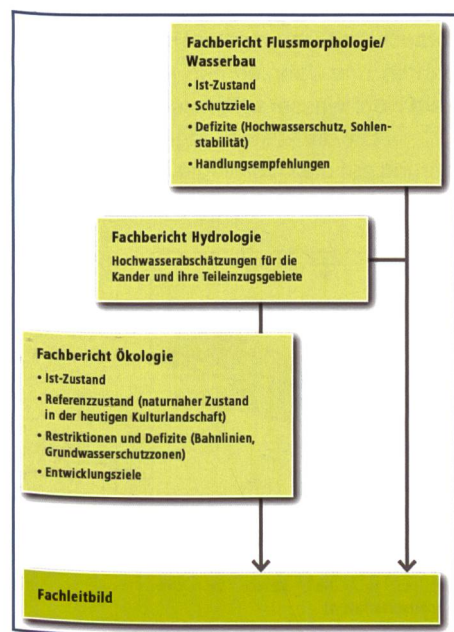 Fachbericht Flussmorphologie/
Wasserbau
• Ist-Zustand
• Schutzziele
• Defizite (Hochwasserschutz, Sohlen-
stabilität)
• Handlungsempfehlungen
Fachbericht Hydrologie
Hochwasserabschätzungen für die
Kander und ihre Teileinzugsgebiete
Fachbericht Ökologie
• Ist-Zustand
• Referenzzustand (naturnaher Zustand
in der heutigen Kulturlandschaft)
• Restriktionen und Defizite (Bahnlinien,
Grundwasserschutzzonen)
• Entwicklungsziele
Fachleitbild